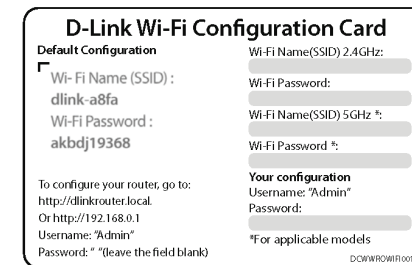 D-Link Wi-Fi Configuration Card
Default Configuration
Wi- Fi Name (SSID) :
dlink-a8fa
Wi-Fi Password :
akbdj19368
To configure your router, go to:
http://dlinkrouter.local.
Or http://192.168.0.1
Username: "Admin"
Password: " "(leave the field blank)
Wi-Fi Name(SSID) 2.4GHz:
Wi-Fi Password:
Wi-Fi Name(SSID) 5GHz *:
Wi-Fi Password *:
Your configuration
Username: "Admin"
Password:
*For applicable models
DCWWROWIFI001